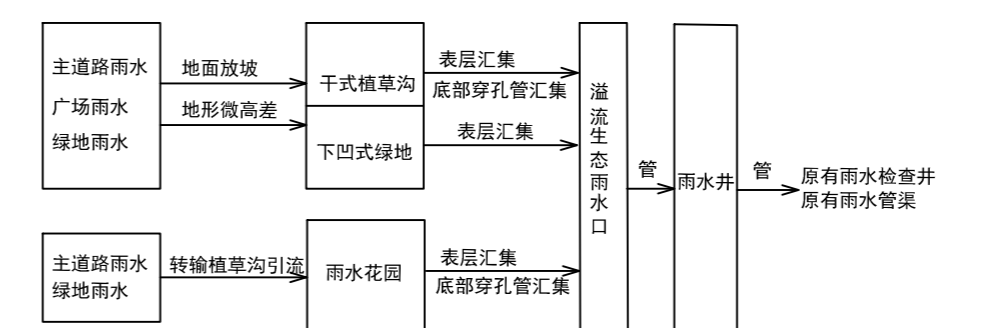 主道路雨水
广场雨水
绿地雨水
地面放坡
地形微高差
干式植草沟
下凹式绿地
表层汇集
底部穿孔管汇集
表层汇集
溢流生态雨水口
管
雨水井
管
原有雨水检查井
原有雨水管渠
主道路雨水
绿地雨水
转输植草沟引流
雨水花园
表层汇集
底部穿孔管汇集